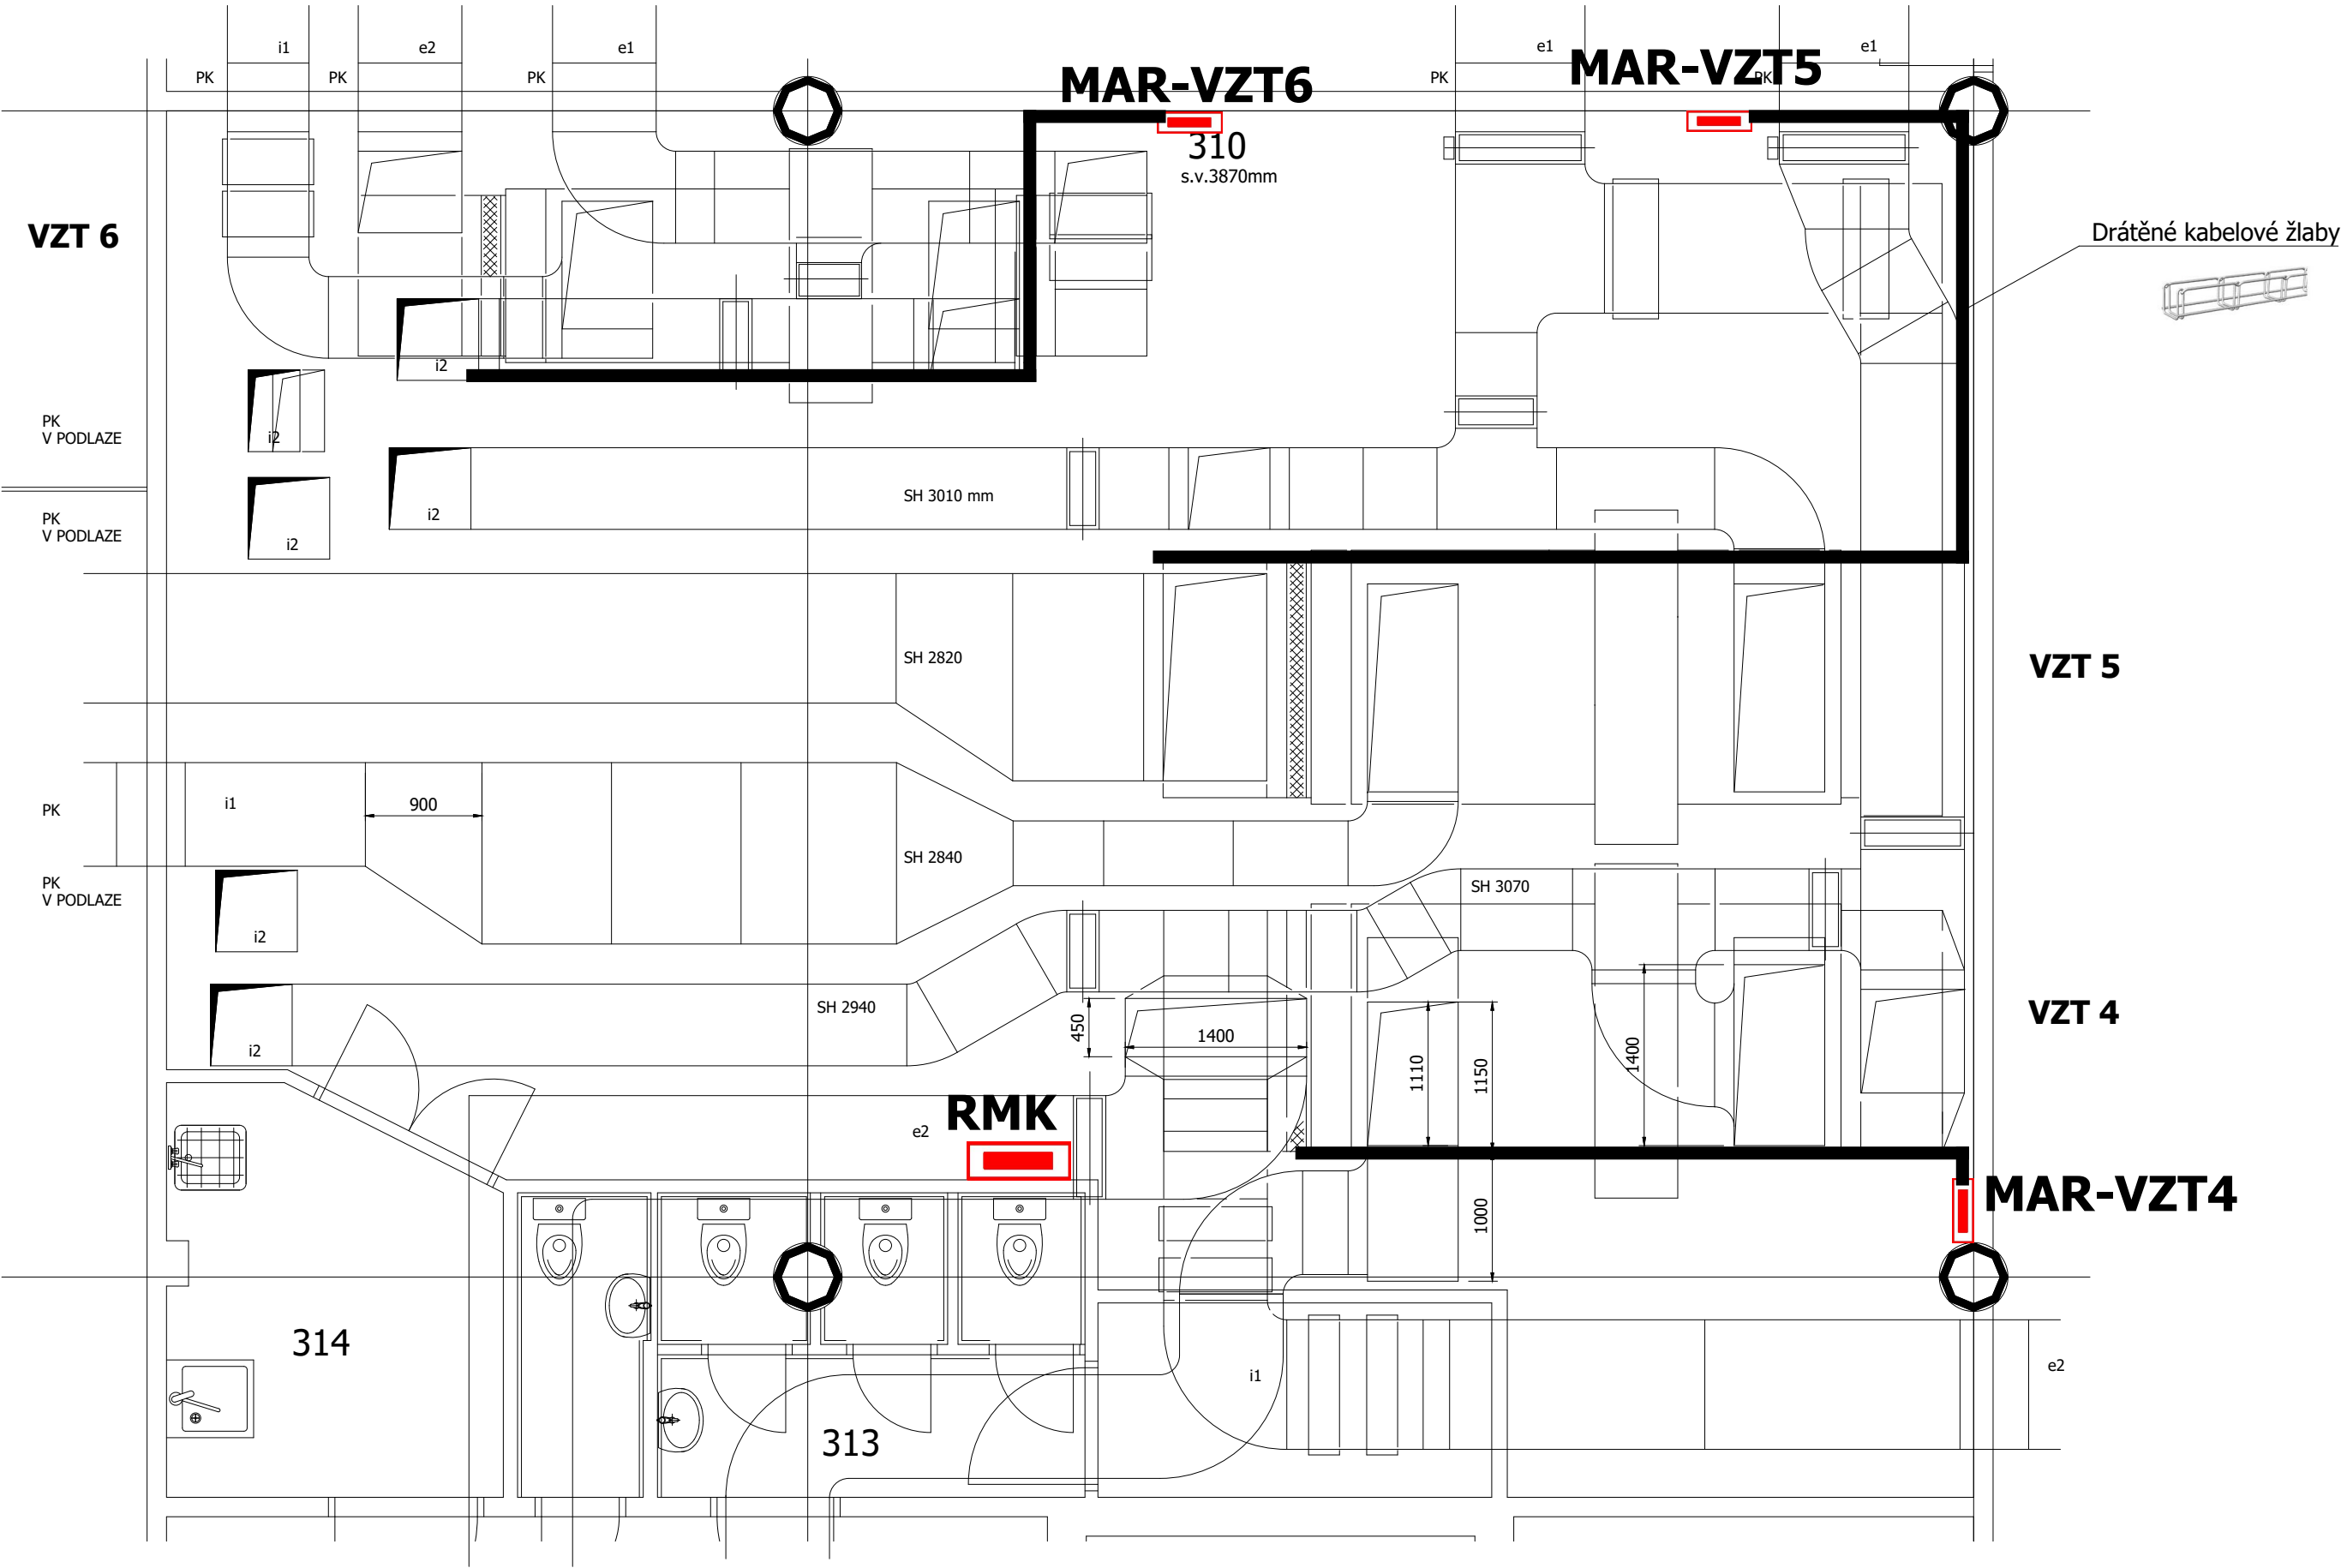 i1
e2
e1
e1
e1
PK
PK
PK
PK
PK
MAR-VZT6
MAR-VZT5
310
s.v.3870mm
VZT 6
Drátěné kabelové žlaby
i2
PK
V PODLAZE
i2
SH 3010 mm
i2
PK
V PODLAZE
i2
SH 2820
VZT 5
PK
i1
900
SH 2840
PK
V PODLAZE
SH 3070
i2
SH 2940
VZT 4
450
1400
i2
1110
1150
1400
RMK
e2
MAR-VZT4
1000
314
i1
e2
313